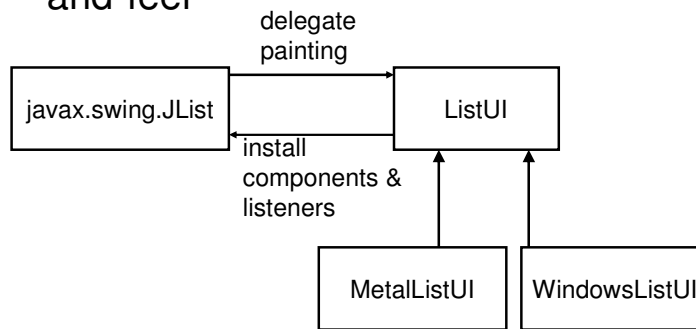 and feel
delegate
painting
javax.swing.JList
ListUI
install
components &
listeners
MetalListUI
WindowsListUI